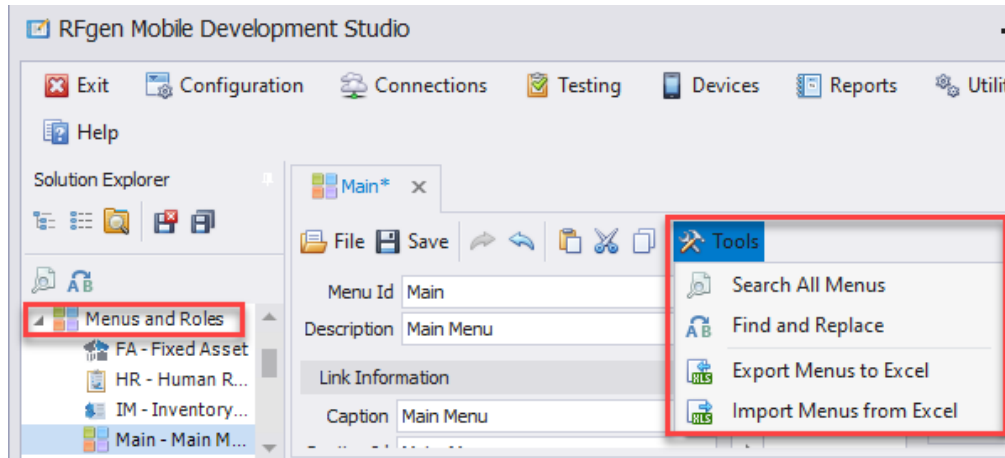 RFgen Mobile Development Studio
Exit Configuration Connections Testing Devices Reports
Help
Solution Explorer
Main*
File Save Tools
Menu Id Main
Description Main Menu
Link Information
Caption Main Menu
Search All Menus
Find and Replace
Export Menus to Excel
Import Menus from Excel
Menus and Roles
FA - Fixed Asset
HR - Human R...
IM - Inventory...
Main - Main M...